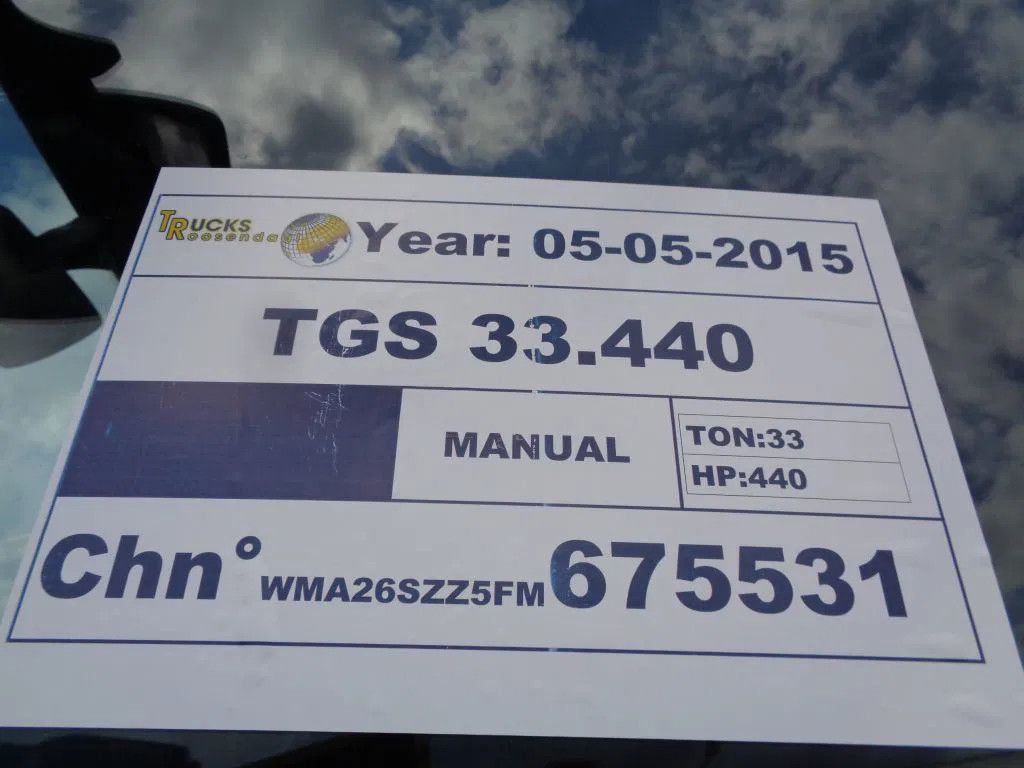 TRUCKS
Roosenda
Year: 05-05-2015
TGS 33.440
MANUAL
TON:33
HP:440
Chn° WMA26SZZ5FM675531